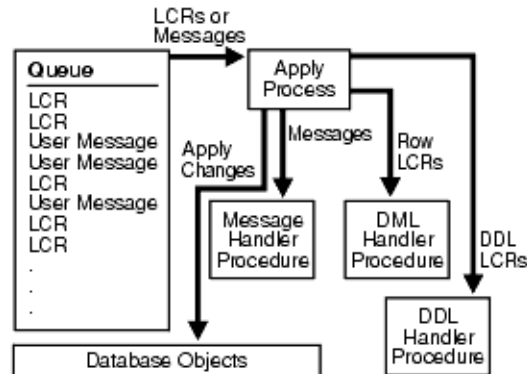 LCRs or
Messages
Queue
LCR
LCR
User Message
User Message
LCR
User Message
LCR
LCR
.
.
.
Apply
Process
Apply
Changes
Messages
Row
LCRs
DDL
LCRs
Message
Handler
Procedure
DML
Handler
Procedure
DDL
Handler
Procedure
Database Objects